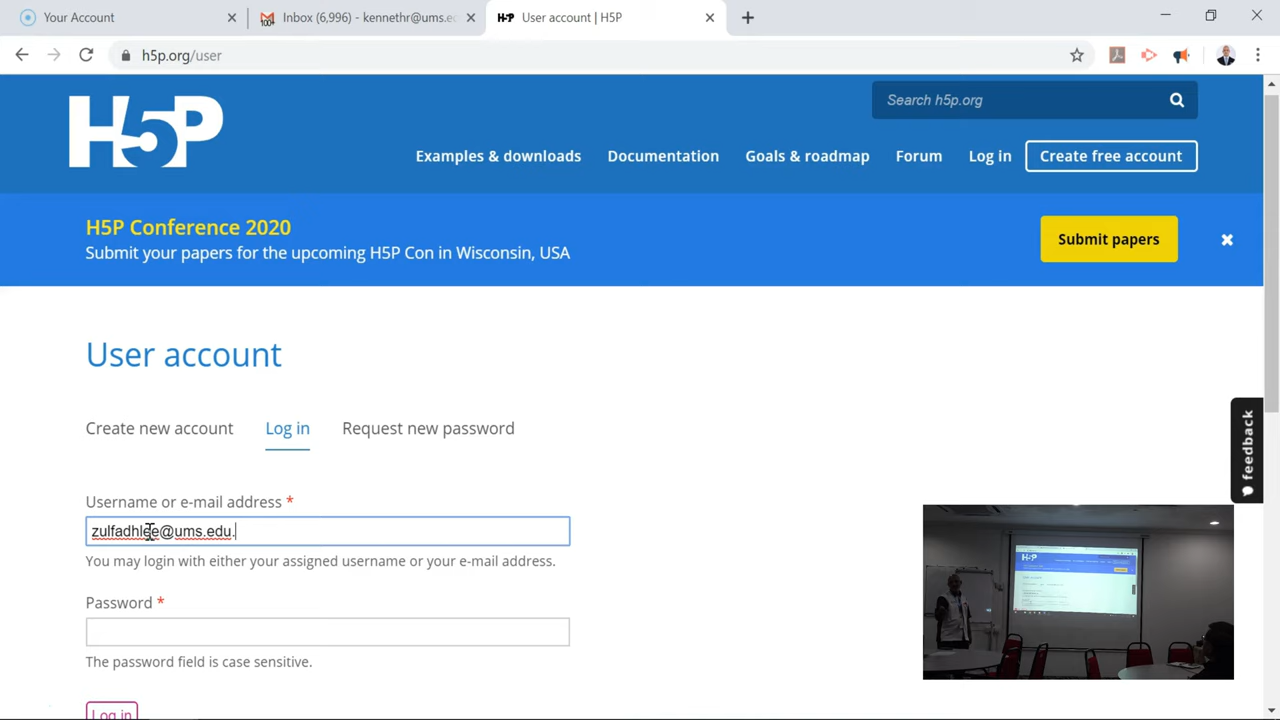 Your Account
Inbox (6,996) - kennethr@ums.ec
User account | H5P
h5p.org/user
H5P
Search h5p.org
Examples & downloads
Documentation
Goals & roadmap
Forum
Log in
Create free account
H5P Conference 2020
Submit your papers for the upcoming H5P Con in Wisconsin, USA
Submit papers
User account
Create new account
Log in
Request new password
feedback
Username or e-mail address *
zulfadhlee@ums.edu.
You may login with either your assigned username or your e-mail address.
Password *
The password field is case sensitive.
Log in